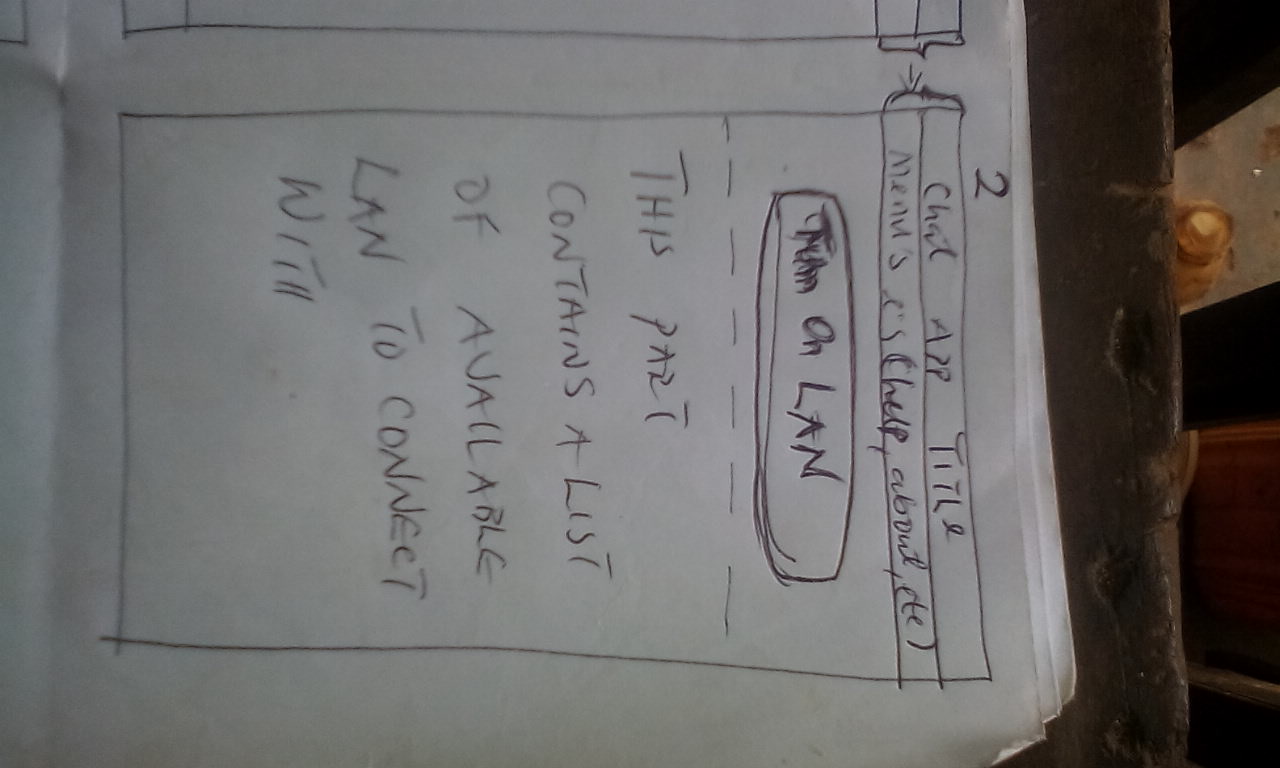 2
Chat APP TITLE
Menu's i.e (help, about, etc)
Turn On LAN
THIS PART
CONTAINS A LIST
OF AVAILABLE
LAN TO CONNECT
WITH